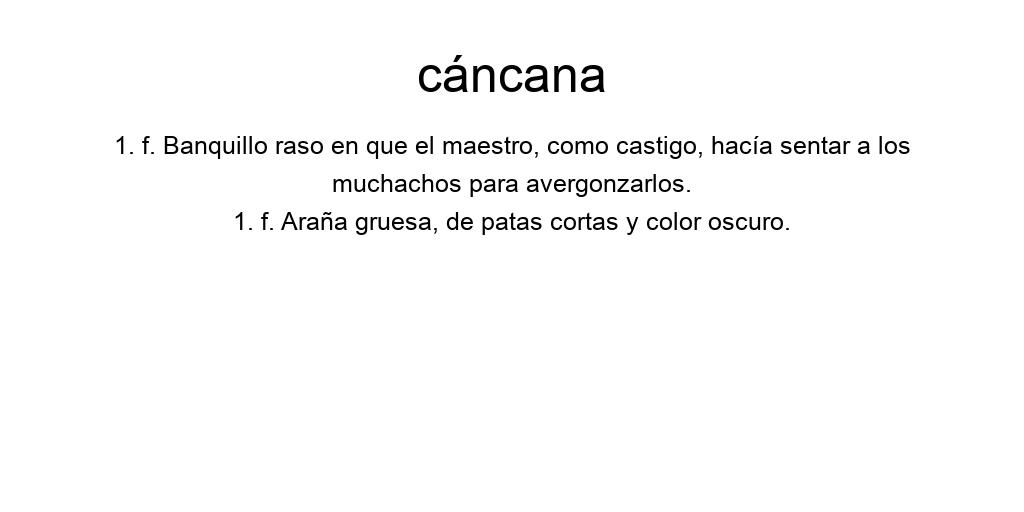 cáncana
1. f. Banquillo raso en que el maestro, como castigo, hacía sentar a los
muchachos para avergonzarlos.
1. f. Araña gruesa, de patas cortas y color oscuro.